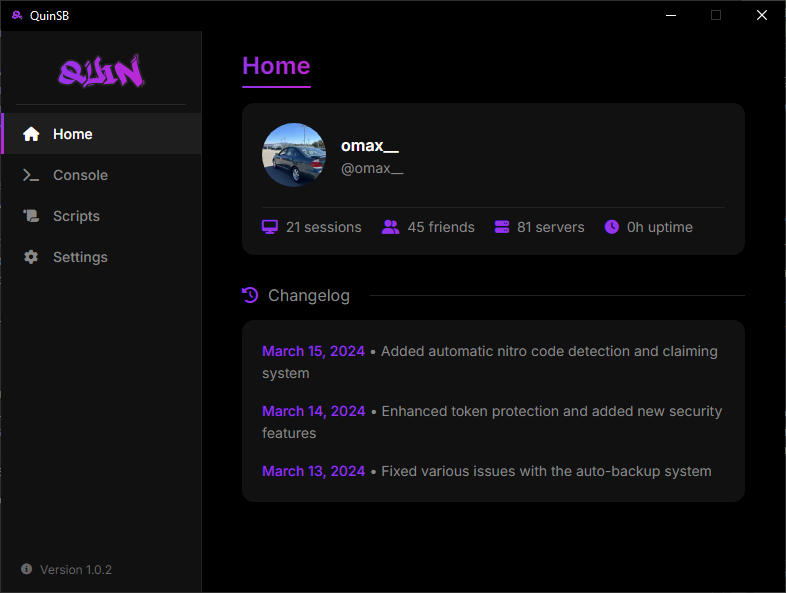 QuinSB
QUIN
Home
Home
Console
Scripts
Settings
omax__
@omax__
21 sessions
45 friends
81 servers
0h uptime
Changelog
March 15, 2024 • Added automatic nitro code detection and claiming
system
March 14, 2024 • Enhanced token protection and added new security
features
March 13, 2024 • Fixed various issues with the auto-backup system
Version 1.0.2